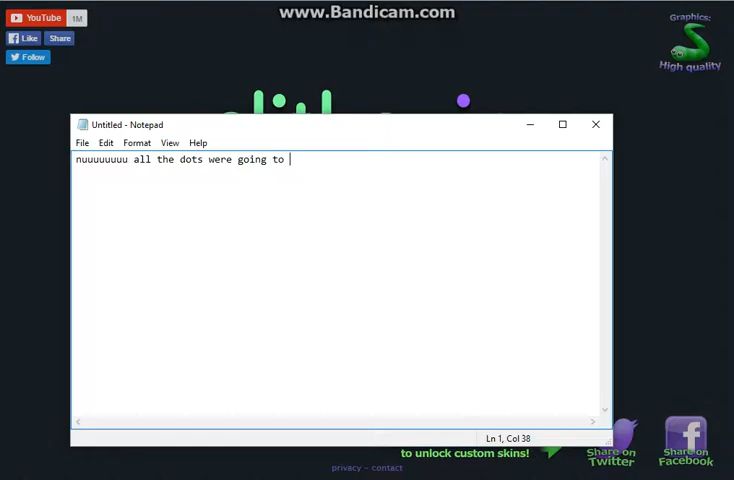 www.Bandicam.com
YouTube 1M
Like Share
Follow
Graphics:
High quality
Untitled - Notepad
File Edit Format View Help
nuuuuuuuu all the dots were going to
Ln 1, Col 38
to unlock custom skins!
Share on
Twitter
Share on
Facebook
privacy - contact